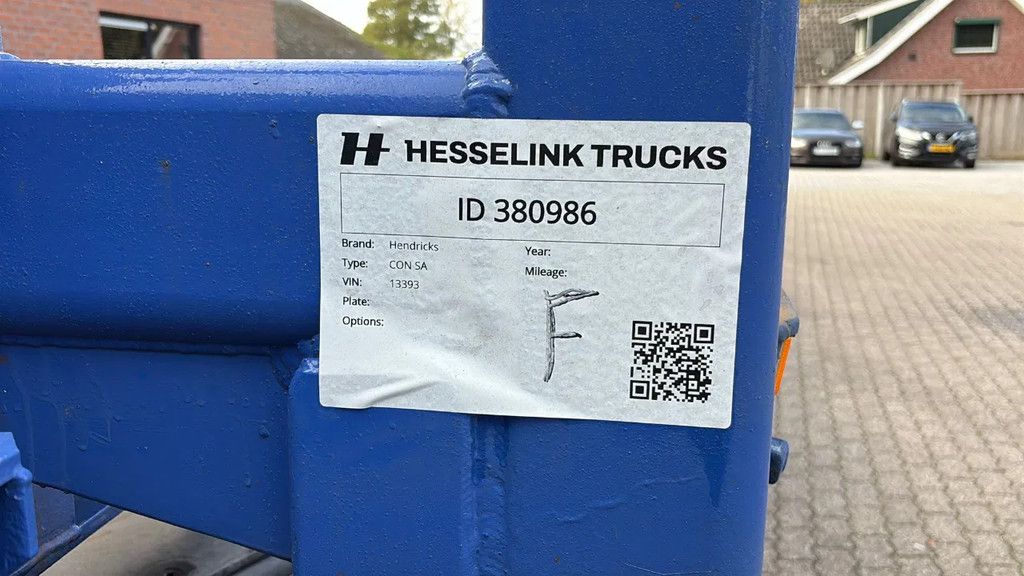 H HESSELINK TRUCKS
ID 380986
Brand: Hendricks
Type: CON SA
VIN: 13393
Plate:
Options:
Year:
Mileage:
F